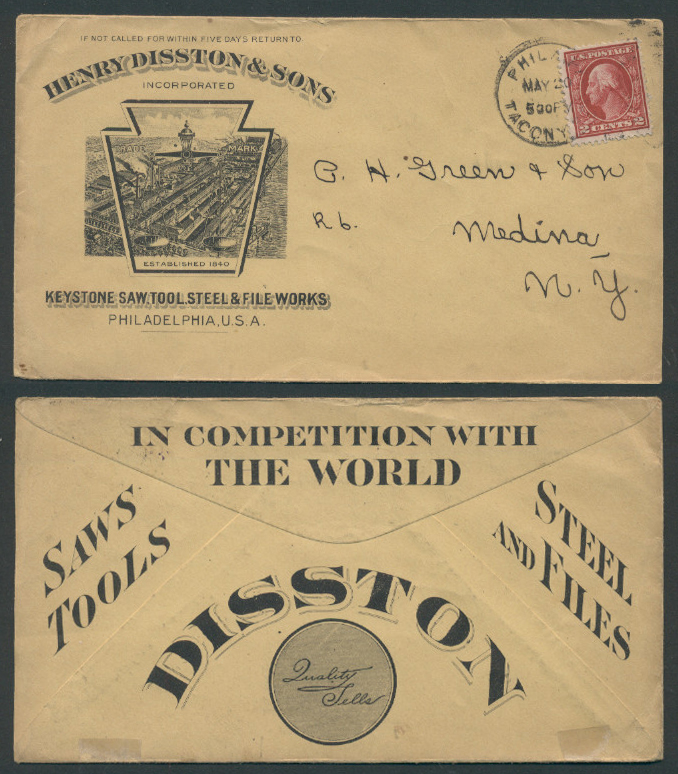 IF NOT CALLED FOR WITHIN FIVE DAYS RETURN TO
HENRY DISSTON & SONS
INCORPORATED
TRADE MARK
ESTABLISHED 1840
KEYSTONE SAW, TOOL, STEEL & FILE WORKS
PHILADELPHIA, U.S.A.
PHILA
MAY 20
TACONY
U.S. POSTAGE
2 CENTS 2
C. H. Green & Son
Medina
N. Y.
IN COMPETITION WITH
THE WORLD
SAWS
TOOLS
STEEL
AND FILES
DISSTON
Quality
Sells